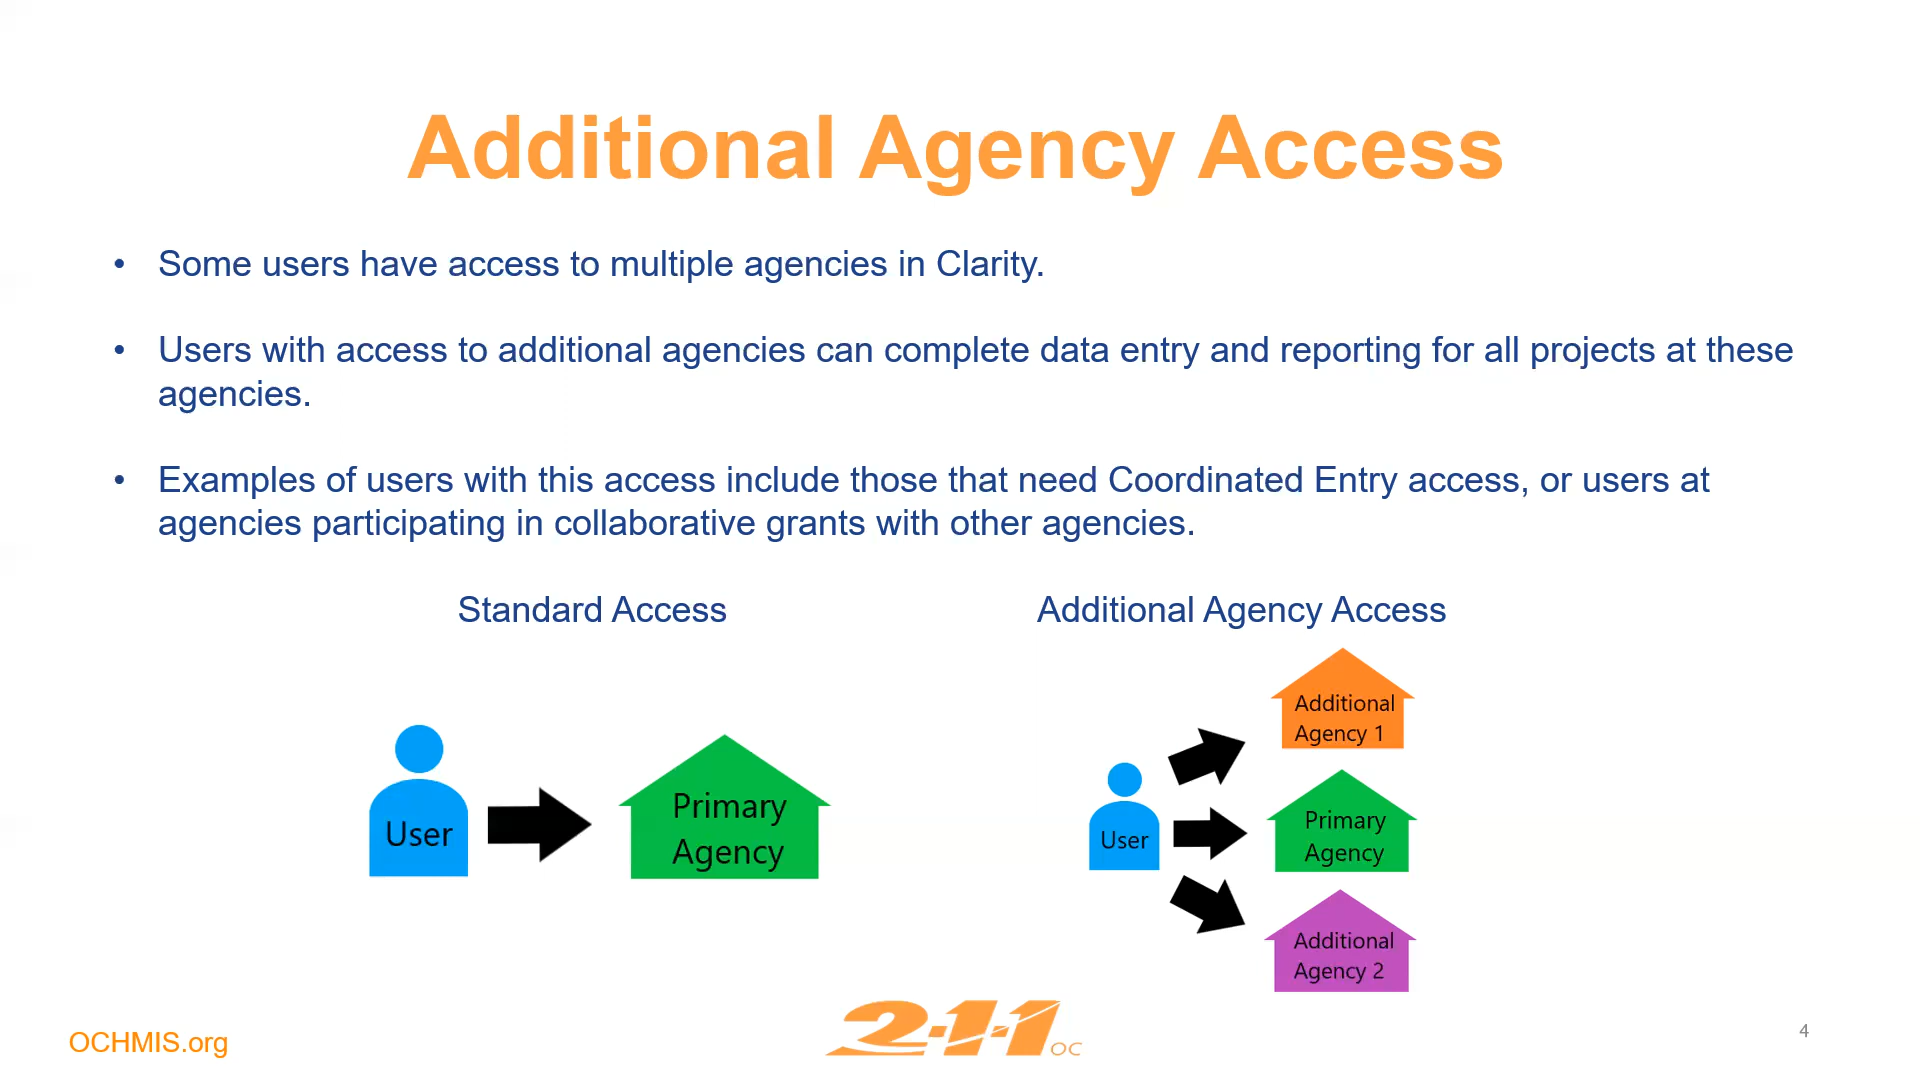 Additional Agency Access
• Some users have access to multiple agencies in Clarity.
• Users with access to additional agencies can complete data entry and reporting for all projects at these
agencies.
• Examples of users with this access include those that need Coordinated Entry access, or users at
agencies participating in collaborative grants with other agencies.
Standard Access
User
Primary
Agency
Additional Agency Access
User
Additional
Agency 1
Primary
Agency
Additional
Agency 2
OCHMIS.org
2-1-1 OC
4